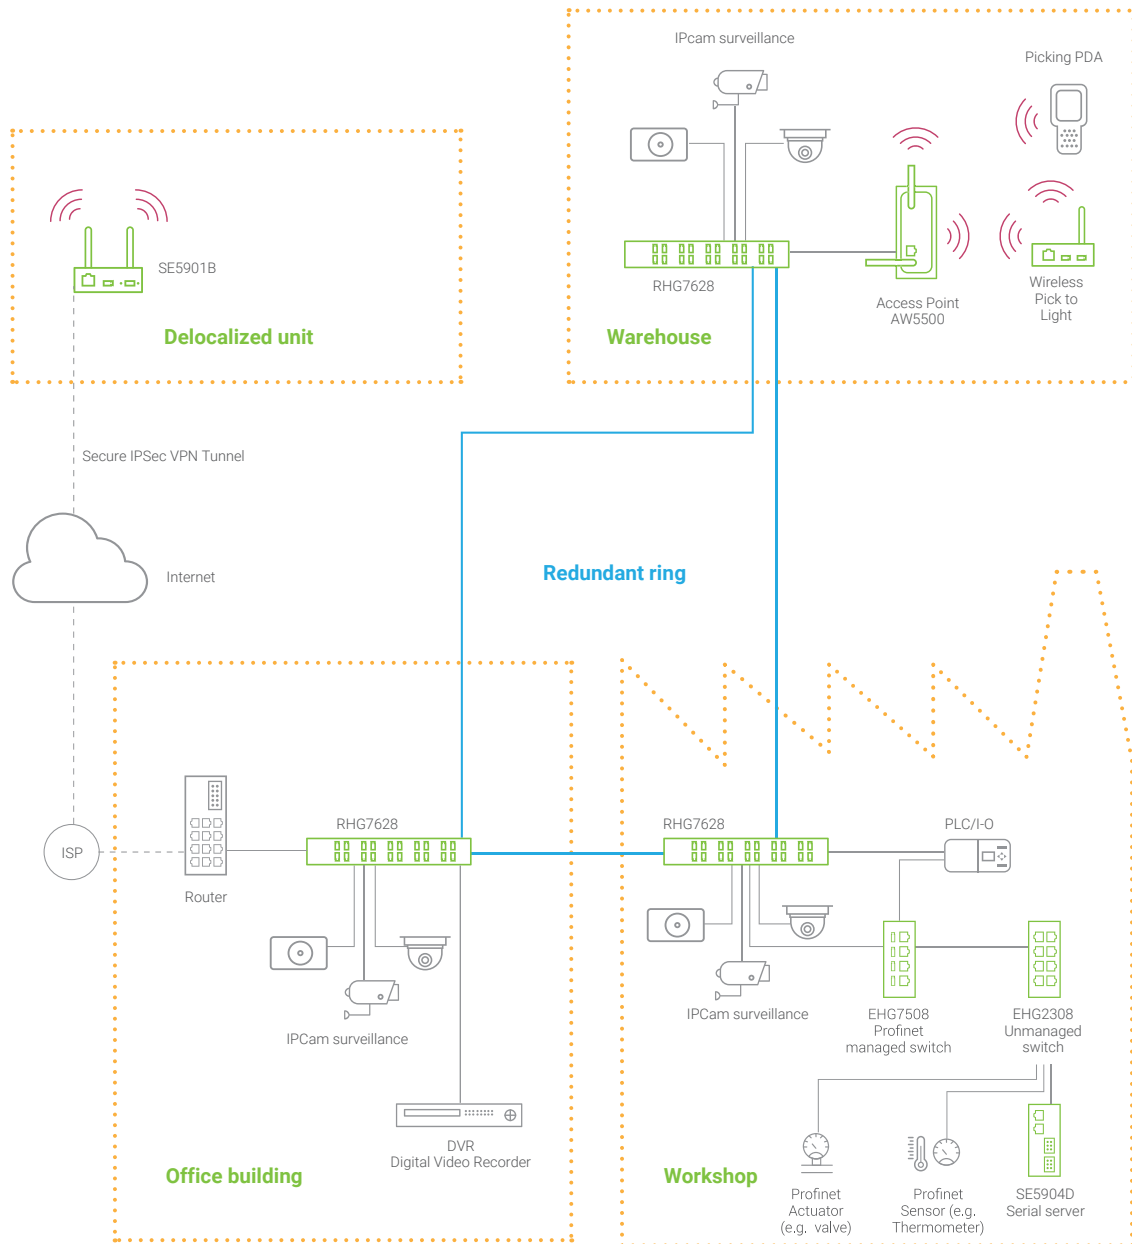 IPcam surveillance
Picking PDA
SE5901B
RHG7628
Access Point
AW5500
Wireless
Pick to
Light
Delocalized unit
Warehouse
Secure IPSec VPN Tunnel
Internet
Redundant ring
RHG7628
RHG7628
PLC/I-O
ISP
Router
IPCam surveillance
IPCam surveillance
EHG7508
Profinet
managed switch
EHG2308
Unmanaged
switch
DVR
Digital Video Recorder
Office building
Workshop
Profinet
Actuator
(e.g. valve)
Profinet
Sensor (e.g.
Thermometer)
SE5904D
Serial server